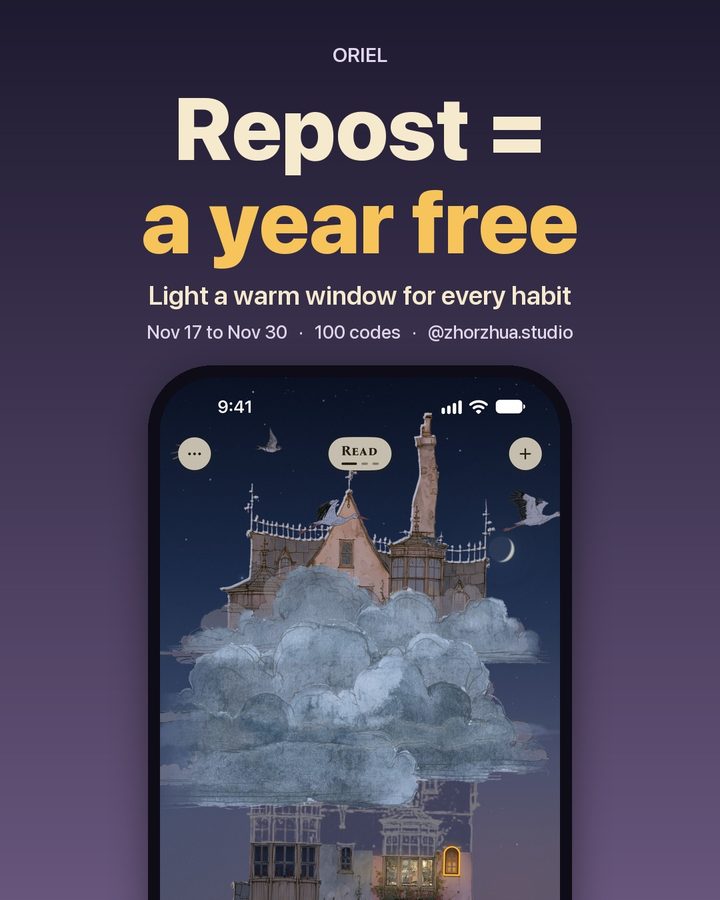 ORIEL
Repost =
a year free
Light a warm window for every habit
Nov 17 to Nov 30 · 100 codes · @zhorzhua.studio
9:41
READ